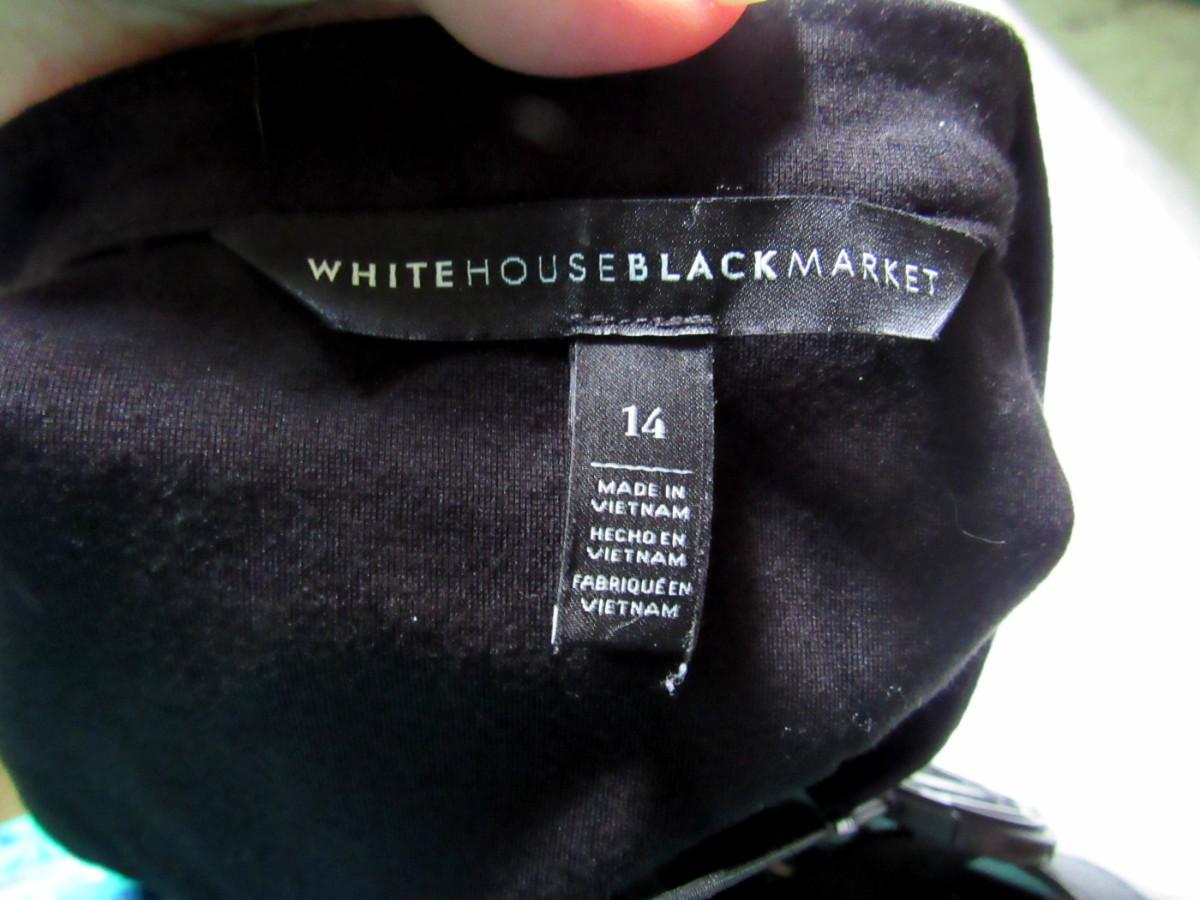 WHITEHOUSEBLACKMARKET
14
MADE IN
VIETNAM
HECHO EN
VIETNAM
FABRIQUÉ EN
VIETNAM